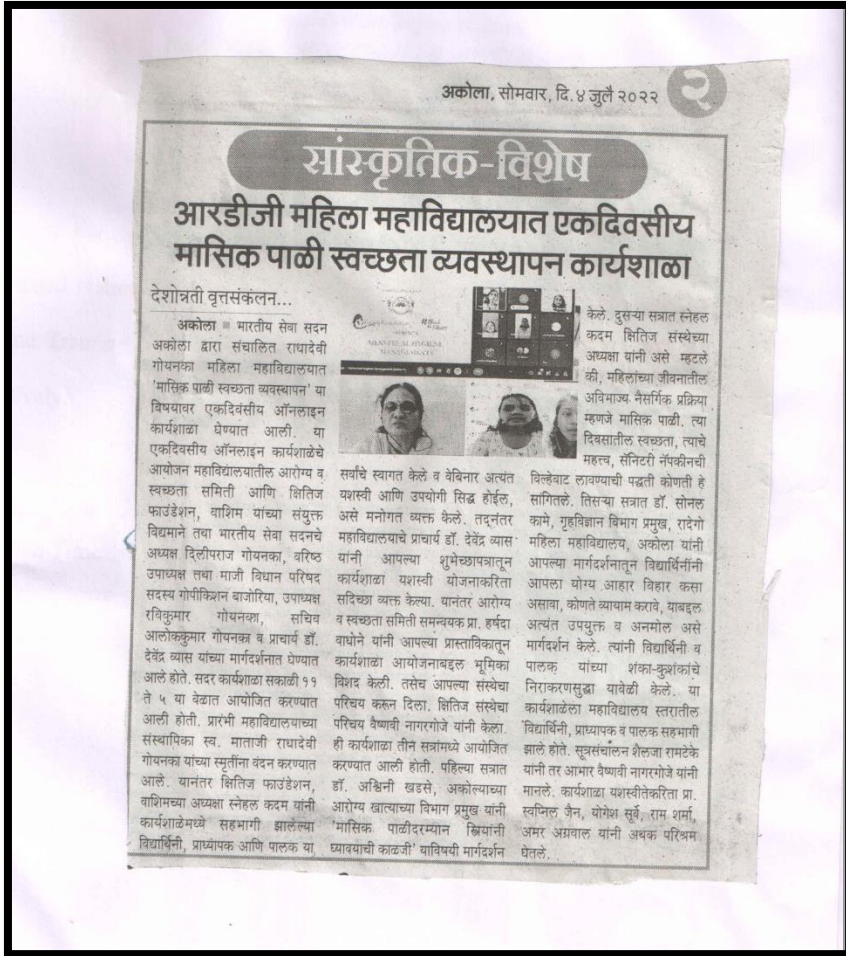 अकोला, सोमवार, दि. ४ जुलै २०२२
२
सांस्कृतिक-विशेष
आरडीजी महिला महाविद्यालयात एकदिवसीय
मासिक पाळी स्वच्छता व्यवस्थापन कार्यशाळा
देशोन्नती वृत्तसंकलन...
अकोला ■ भारतीय सेवा सदन
अकोला द्वारा संचालित राधादेवी
गोयनका महिला महाविद्यालयात
'मासिक पाळी स्वच्छता व्यवस्थापन' या
विषयावर एकदिवसीय ऑनलाइन
कार्यशाळा घेण्यात आली. या
एकदिवसीय ऑनलाइन कार्यशाळेचे
आयोजन महाविद्यालयातील आरोग्य व
स्वच्छता समिती आणि क्षितिज
फाउंडेशन, वाशिम यांच्या संयुक्त
विद्यमाने तथा भारतीय सेवा सदनचे
अध्यक्ष दिलीपराज गोयनका, वरिष्ठ
उपाध्यक्ष तथा माजी विधान परिषद
सदस्य गोपीकिशन बाजोरिया, उपाध्यक्ष
रविकुमार गोयनका, सचिव
आलोककुमार गोयनका व प्राचार्य डॉ.
देवेंद्र व्यास यांच्या मार्गदर्शनात घेण्यात
आले होते. सदर कार्यशाळा सकाळी ११
ते ५ या वेळात आयोजित करण्यात
आली होती. प्रारंभी महाविद्यालयाच्या
संस्थापिका स्व. माताजी राधादेवी
गोयनका यांच्या स्मृतींना वंदन करण्यात
आले. यानंतर क्षितिज फाउंडेशन,
वाशिमच्या अध्यक्षा स्नेहल कदम यांनी
कार्यशाळेमध्ये सहभागी झालेल्या
विद्यार्थिनी, प्राध्यापक आणि पालक या
MENSTRUAL HYGIENE
MANAGEMENT
सर्वांचे स्वागत केले व वेबिनार अत्यंत
यशस्वी आणि उपयोगी सिद्ध होईल,
असे मनोगत व्यक्त केले. तद्नंतर
महाविद्यालयाचे प्राचार्य डॉ. देवेंद्र व्यास
यांनी आपल्या शुभेच्छापत्रातून
कार्यशाळा यशस्वी योजनाकरिता
सदिच्छा व्यक्त केल्या. यानंतर आरोग्य
व स्वच्छता समिती समन्वयक प्रा. हर्षदा
वाधोने यांनी आपल्या प्रास्ताविकातून
कार्यशाळा आयोजनाबद्दल भूमिका
विशद केली. तसेच आपल्या संस्थेचा
परिचय करून दिला. क्षितिज संस्थेचा
परिचय वैष्णवी नागरगोजे यांनी केला.
ही कार्यशाळा तीन सत्रांमध्ये आयोजित
करण्यात आली होती. पहिल्या सत्रात
डॉ. अश्विनी खडसे, अकोल्याच्या
आरोग्य खात्याच्या विभाग प्रमुख यांनी
'मासिक पाळीदरम्यान स्त्रियांनी
घ्यावयाची काळजी' याविषयी मार्गदर्शन
केले. दुसऱ्या सत्रात स्नेहल
कदम क्षितिज संस्थेच्या
अध्यक्षा यांनी असे म्हटले
की, महिलांच्या जीवनातील
अविभाज्य नैसर्गिक प्रक्रिया
म्हणजे मासिक पाळी. त्या
दिवसातील स्वच्छता, त्याचे
महत्त्व, सॅनिटरी नॅपकीनची
विल्हेवाट लावण्याची पद्धती कोणती हे
सांगितले. तिसऱ्या सत्रात डॉ. सोनल
कामे, गृहविज्ञान विभाग प्रमुख, रादेगो
महिला महाविद्यालय, अकोला यांनी
आपल्या मार्गदर्शनातून विद्यार्थिनींनी
आपला योग्य आहार विहार कसा
असावा, कोणते व्यायाम करावे, याबद्दल
अत्यंत उपयुक्त व अनमोल असे
मार्गदर्शन केले. त्यांनी विद्यार्थिनी व
पालक यांच्या शंका-कुशंकांचे
निराकरणसुद्धा यावेळी केले. या
कार्यशाळेला महाविद्यालय स्तरातील
विद्यार्थिनी, प्राध्यापक व पालक सहभागी
झाले होते. सूत्रसंचालन शैलजा रामटेके
यांनी तर आभार वैष्णवी नागरगोजे यांनी
मानले. कार्यशाळा यशस्वीतेकरिता प्रा.
स्वप्निल जैन, योगेश सुर्वे, राम शर्मा,
अमर अग्रवाल यांनी अथक परिश्रम
घेतले.